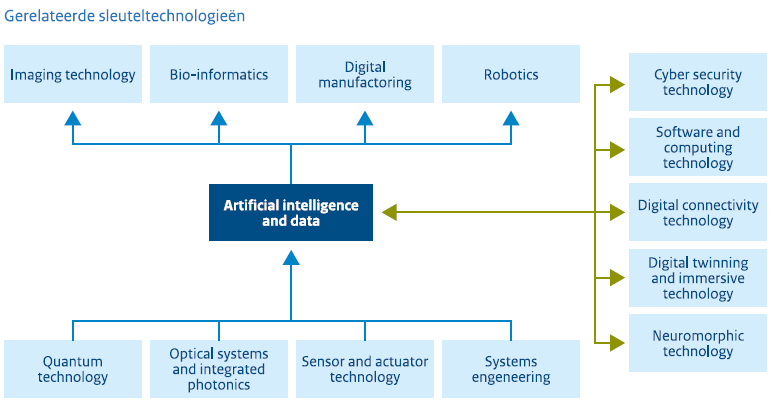 Gerelateerde sleuteltechnologieën
Imaging technology
Bio-informatics
Digital
manufactoring
Robotics
Artificial intelligence
and data
Quantum
technology
Optical systems
and integrated
photonics
Sensor and actuator
technology
Systems
engeneering
Cyber security
technology
Software and
computing
technology
Digital connectivity
technology
Digital twinning
and immersive
technology
Neuromorphic
technology